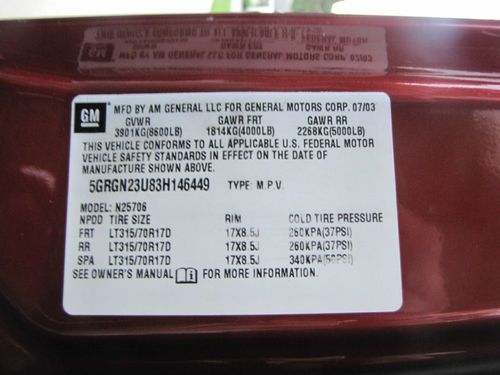 GM
MFD BY AM GENERAL LLC FOR GENERAL MOTORS CORP. 07/03
GVWR GAWR FRT GAWR RR
3901KG(8600LB) 1814KG(4000LB) 2268KG(5000LB)
THIS VEHICLE CONFORMS TO ALL APPLICABLE U.S. FEDERAL MOTOR
VEHICLE SAFETY STANDARDS IN EFFECT ON THE DATE OF
MANUFACTURE SHOWN ABOVE.
5GRGN23U83H146449 TYPE: M.P.V.
MODEL: N25706
NPDD TIRE SIZE RIM COLD TIRE PRESSURE
FRT LT315/70R17D 17X8.5J 260KPA(37PSI)
RR LT315/70R17D 17X8.5J 260KPA(37PSI)
SPA LT315/70R17D 17X8.5J 340KPA(50PSI)
SEE OWNER'S MANUAL FOR MORE INFORMATION